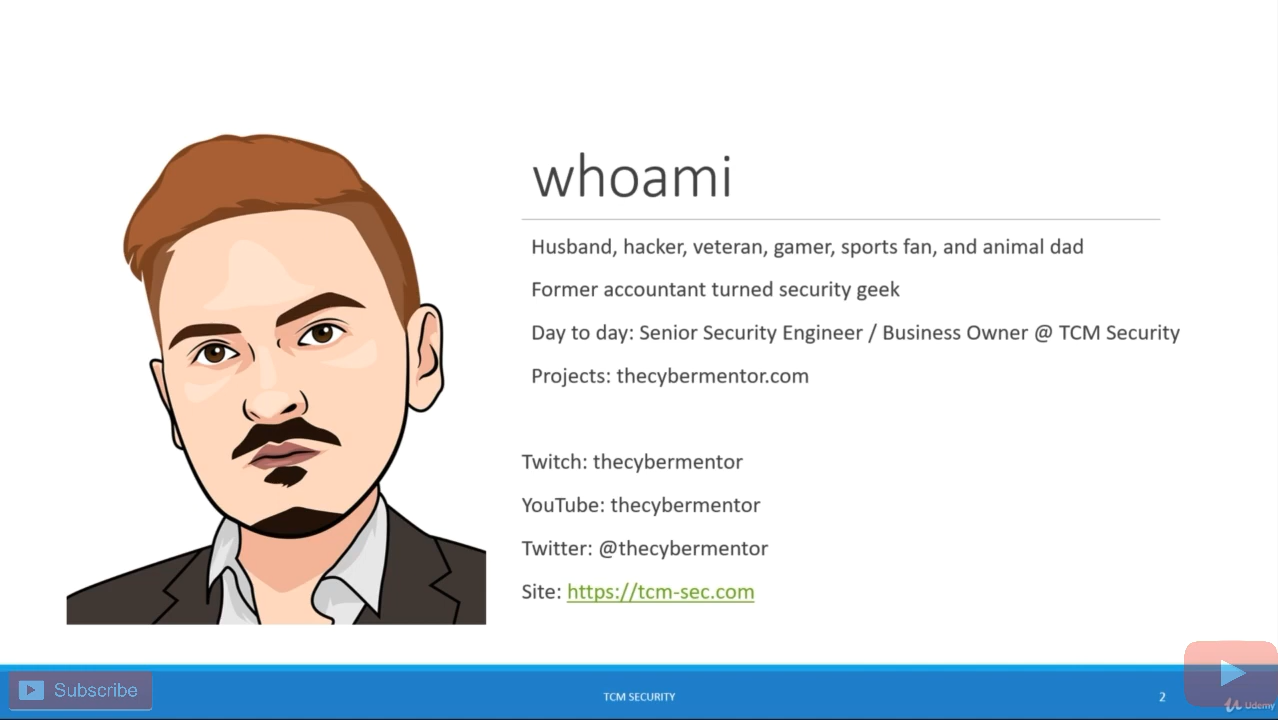 whoami
Husband, hacker, veteran, gamer, sports fan, and animal dad
Former accountant turned security geek
Day to day: Senior Security Engineer / Business Owner @ TCM Security
Projects: thecybermentor.com
Twitch: thecybermentor
YouTube: thecybermentor
Twitter: @thecybermentor
Site: https://tcm-sec.com
Subscribe
TCM SECURITY
2
Udemy